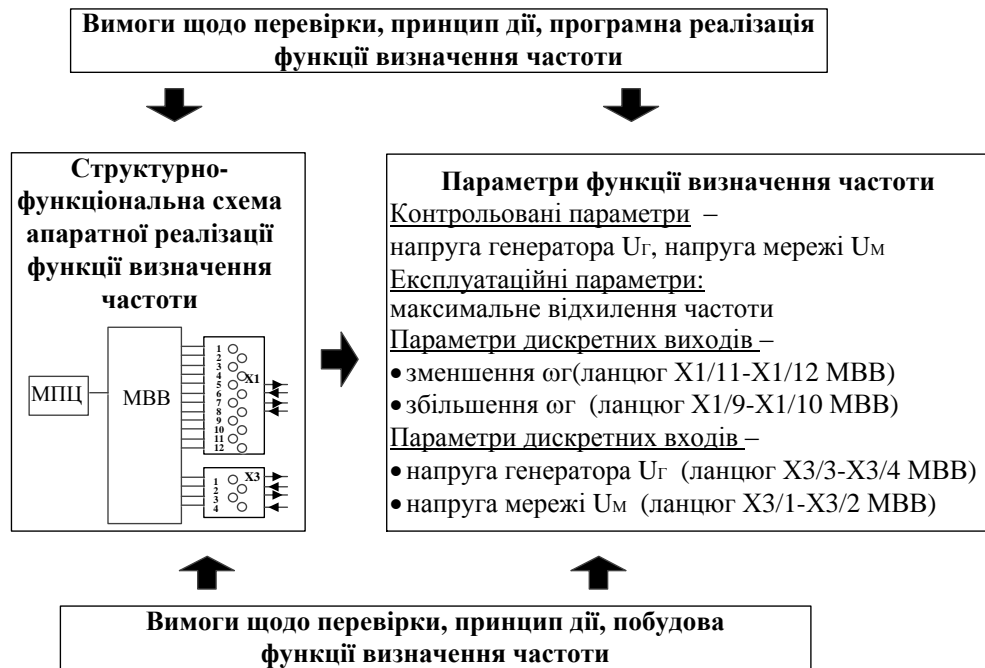 Вимоги щодо перевірки, принцип дії, програмна реалізація
функції визначення частоти
Структурно-
функціональна схема
апаратної реалізації
функції визначення
частоти
МПЦ
МВВ
1
2
3
4
5
6
7
8
9
10
11
12
X1
1
2
3
4
X3
Параметри функції визначення частоти
Контрольовані параметри –
напруга генератора UГ, напруга мережі UМ
Експлуатаційні параметри:
максимальне відхилення частоти
Параметри дискретних виходів –
• зменшення ωг(ланцюг X1/11-X1/12 МВВ)
• збільшення ωг (ланцюг X1/9-X1/10 МВВ)
Параметри дискретних входів –
• напруга генератора UГ (ланцюг X3/3-X3/4 МВВ)
• напруга мережі UМ (ланцюг X3/1-X3/2 МВВ)
Вимоги щодо перевірки, принцип дії, побудова
функції визначення частоти